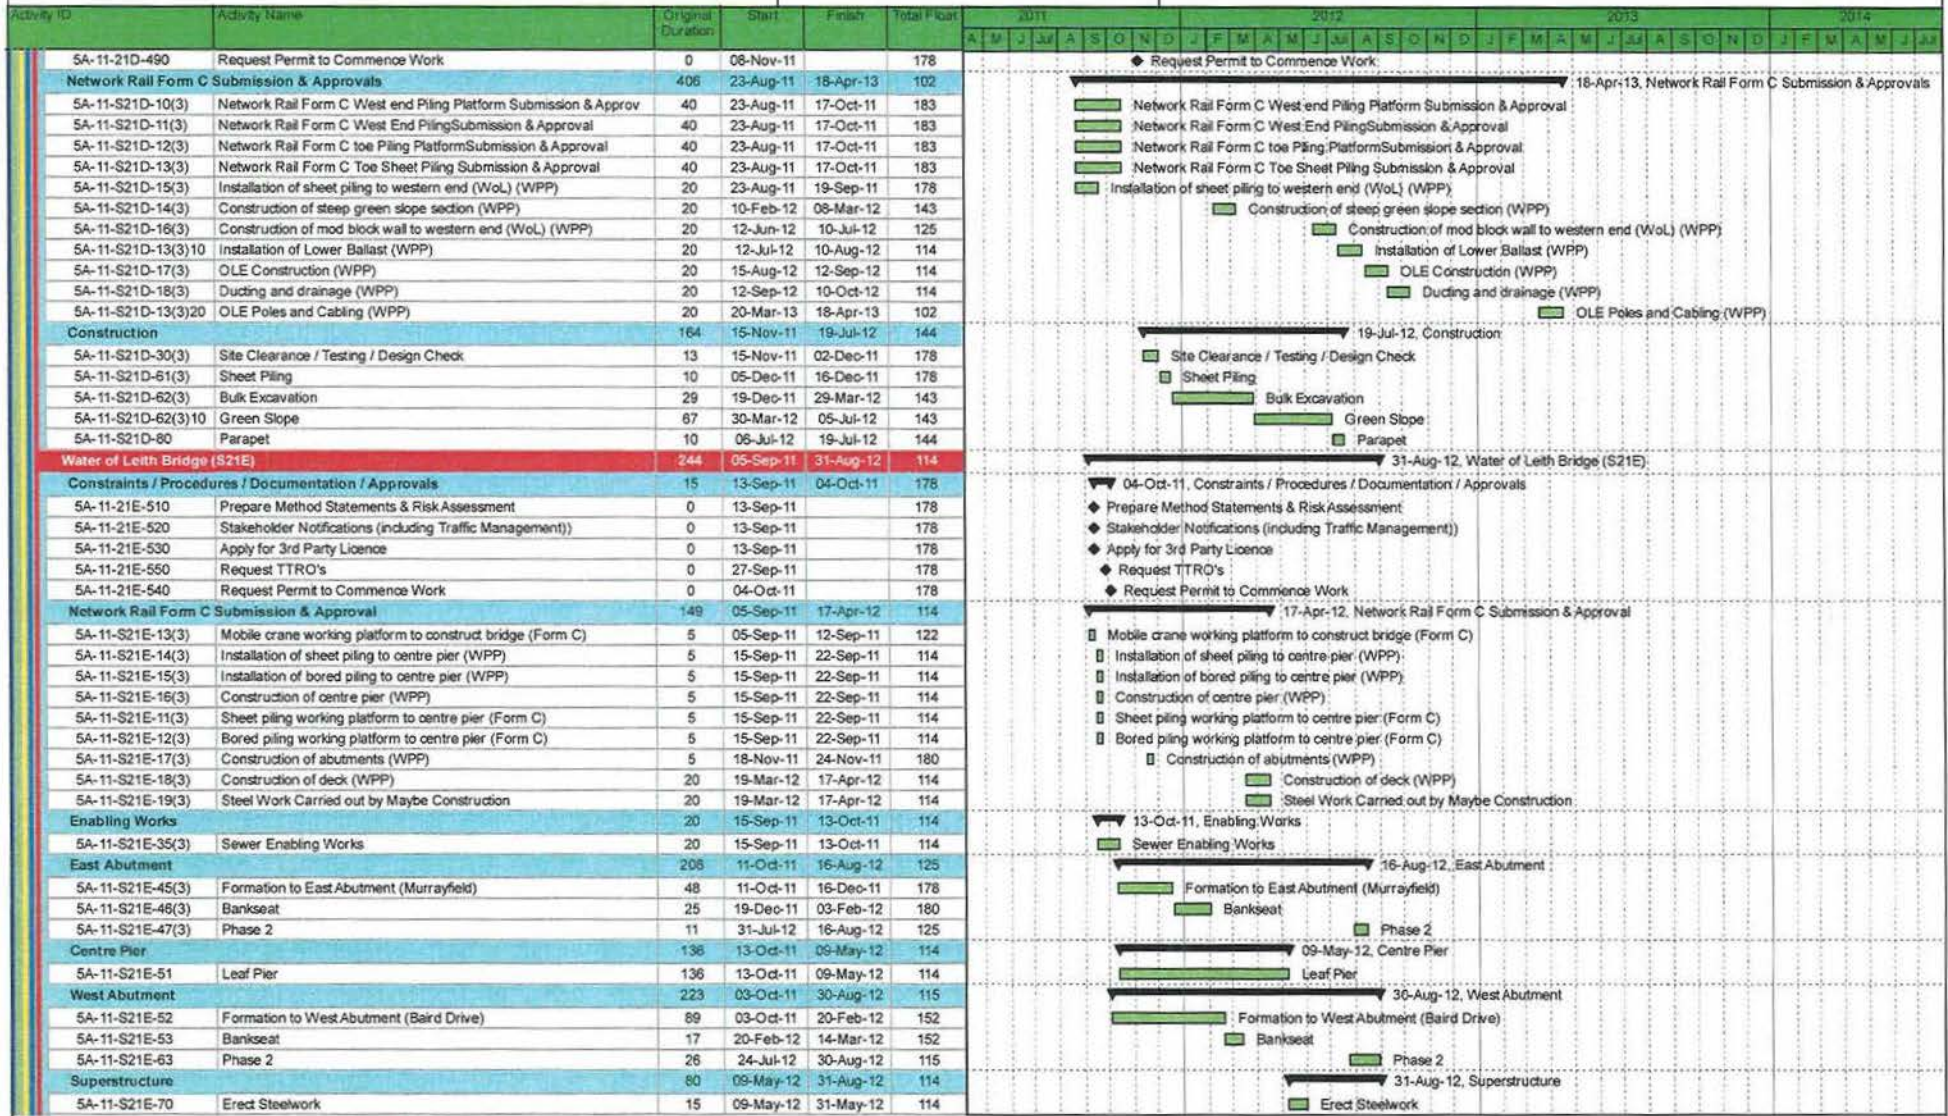 Activity ID Activity Name Original Duration Start Finish Total Float 2011 2012 2013 2014
A M J Jul A S O N D J F M A M J Jul A S O N D J F M A M J Jul A S O N D J F M A M J Jul
5A-11-21D-490 Request Permit to Commence Work 0 08-Nov-11 178 Request Permit to Commence Work
Network Rail Form C Submission & Approvals 406 23-Aug-11 18-Apr-13 102 18-Apr-13, Network Rail Form C Submission & Approvals
5A-11-S21D-10(3) Network Rail Form C West end Piling Platform Submission & Approv 40 23-Aug-11 17-Oct-11 183 Network Rail Form C West end Piling Platform Submission & Approval
5A-11-S21D-11(3) Network Rail Form C West End PilingSubmission & Approval 40 23-Aug-11 17-Oct-11 183 Network Rail Form C West End PilingSubmission & Approval
5A-11-S21D-12(3) Network Rail Form C toe Piling PlatformSubmission & Approval 40 23-Aug-11 17-Oct-11 183 Network Rail Form C toe Piling PlatformSubmission & Approval
5A-11-S21D-13(3) Network Rail Form C Toe Sheet Piling Submission & Approval 40 23-Aug-11 17-Oct-11 183 Network Rail Form C Toe Sheet Piling Submission & Approval
5A-11-S21D-15(3) Installation of sheet piling to western end (WoL) (WPP) 20 23-Aug-11 19-Sep-11 178 Installation of sheet piling to western end (WoL) (WPP)
5A-11-S21D-14(3) Construction of steep green slope section (WPP) 20 10-Feb-12 08-Mar-12 143 Construction of steep green slope section (WPP)
5A-11-S21D-16(3) Construction of mod block wall to western end (WoL) (WPP) 20 12-Jun-12 10-Jul-12 125 Construction of mod block wall to western end (WoL) (WPP)
5A-11-S21D-13(3)10 Installation of Lower Ballast (WPP) 20 12-Jul-12 10-Aug-12 114 Installation of Lower Ballast (WPP)
5A-11-S21D-17(3) OLE Construction (WPP) 20 15-Aug-12 12-Sep-12 114 OLE Construction (WPP)
5A-11-S21D-18(3) Ducting and drainage (WPP) 20 12-Sep-12 10-Oct-12 114 Ducting and drainage (WPP)
5A-11-S21D-13(3)20 OLE Poles and Cabling (WPP) 20 20-Mar-13 18-Apr-13 102 OLE Poles and Cabling (WPP)
Construction 164 15-Nov-11 19-Jul-12 144 19-Jul-12, Construction
5A-11-S21D-30(3) Site Clearance / Testing / Design Check 13 15-Nov-11 02-Dec-11 178 Site Clearance / Testing / Design Check
5A-11-S21D-61(3) Sheet Piling 10 05-Dec-11 16-Dec-11 178 Sheet Piling
5A-11-S21D-62(3) Bulk Excavation 29 19-Dec-11 29-Mar-12 143 Bulk Excavation
5A-11-S21D-62(3)10 Green Slope 67 30-Mar-12 05-Jul-12 143 Green Slope
5A-11-S21D-80 Parapet 10 06-Jul-12 19-Jul-12 144 Parapet
Water of Leith Bridge (S21E) 244 05-Sep-11 31-Aug-12 114 31-Aug-12, Water of Leith Bridge (S21E)
Constraints / Procedures / Documentation / Approvals 15 13-Sep-11 04-Oct-11 178 04-Oct-11, Constraints / Procedures / Documentation / Approvals
5A-11-21E-510 Prepare Method Statements & Risk Assessment 0 13-Sep-11 178 Prepare Method Statements & Risk Assessment
5A-11-21E-520 Stakeholder Notifications (including Traffic Management)) 0 13-Sep-11 178 Stakeholder Notifications (including Traffic Management))
5A-11-21E-530 Apply for 3rd Party Licence 0 13-Sep-11 178 Apply for 3rd Party Licence
5A-11-21E-550 Request TTRO's 0 27-Sep-11 178 Request TTRO's
5A-11-21E-540 Request Permit to Commence Work 0 04-Oct-11 178 Request Permit to Commence Work
Network Rail Form C Submission & Approval 149 05-Sep-11 17-Apr-12 114 17-Apr-12, Network Rail Form C Submission & Approval
5A-11-S21E-13(3) Mobile crane working platform to construct bridge (Form C) 5 05-Sep-11 12-Sep-11 122 Mobile crane working platform to construct bridge (Form C)
5A-11-S21E-14(3) Installation of sheet piling to centre pier (WPP) 5 15-Sep-11 22-Sep-11 114 Installation of sheet piling to centre pier (WPP)
5A-11-S21E-15(3) Installation of bored piling to centre pier (WPP) 5 15-Sep-11 22-Sep-11 114 Installation of bored piling to centre pier (WPP)
5A-11-S21E-16(3) Construction of centre pier (WPP) 5 15-Sep-11 22-Sep-11 114 Construction of centre pier (WPP)
5A-11-S21E-11(3) Sheet piling working platform to centre pier (Form C) 5 15-Sep-11 22-Sep-11 114 Sheet piling working platform to centre pier (Form C)
5A-11-S21E-12(3) Bored piling working platform to centre pier (Form C) 5 15-Sep-11 22-Sep-11 114 Bored piling working platform to centre pier (Form C)
5A-11-S21E-17(3) Construction of abutments (WPP) 5 18-Nov-11 24-Nov-11 180 Construction of abutments (WPP)
5A-11-S21E-18(3) Construction of deck (WPP) 20 19-Mar-12 17-Apr-12 114 Construction of deck (WPP)
5A-11-S21E-19(3) Steel Work Carried out by Maybe Construction 20 19-Mar-12 17-Apr-12 114 Steel Work Carried out by Maybe Construction
Enabling Works 20 15-Sep-11 13-Oct-11 114 13-Oct-11, Enabling Works
5A-11-S21E-35(3) Sewer Enabling Works 20 15-Sep-11 13-Oct-11 114 Sewer Enabling Works
East Abutment 206 11-Oct-11 16-Aug-12 125 16-Aug-12, East Abutment
5A-11-S21E-45(3) Formation to East Abutment (Murrayfield) 48 11-Oct-11 16-Dec-11 178 Formation to East Abutment (Murrayfield)
5A-11-S21E-46(3) Bankseat 25 19-Dec-11 03-Feb-12 180 Bankseat
5A-11-S21E-47(3) Phase 2 11 31-Jul-12 16-Aug-12 125 Phase 2
Centre Pier 136 13-Oct-11 09-May-12 114 09-May-12, Centre Pier
5A-11-S21E-51 Leaf Pier 136 13-Oct-11 09-May-12 114 Leaf Pier
West Abutment 223 03-Oct-11 30-Aug-12 115 30-Aug-12, West Abutment
5A-11-S21E-52 Formation to West Abutment (Baird Drive) 89 03-Oct-11 20-Feb-12 152 Formation to West Abutment (Baird Drive)
5A-11-S21E-53 Bankseat 17 20-Feb-12 14-Mar-12 152 Bankseat
5A-11-S21E-63 Phase 2 26 24-Jul-12 30-Aug-12 115 Phase 2
Superstructure 80 09-May-12 31-Aug-12 114 31-Aug-12, Superstructure
5A-11-S21E-70 Erect Steelwork 15 09-May-12 31-May-12 114 Erect Steelwork